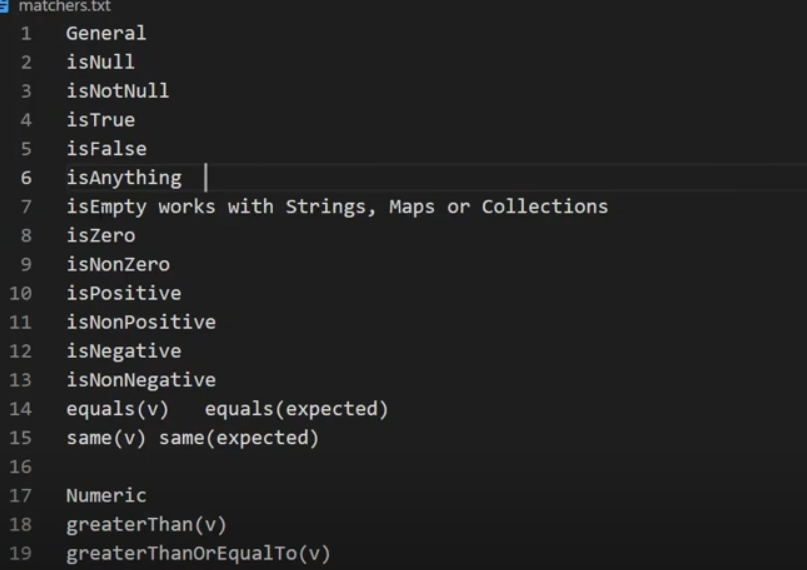 matchers.txt
1 General
2 isNull
3 isNotNull
4 isTrue
5 isFalse
6 isAnything
7 isEmpty works with Strings, Maps or Collections
8 isZero
9 isNonZero
10 isPositive
11 isNonPositive
12 isNegative
13 isNonNegative
14 equals(v)   equals(expected)
15 same(v) same(expected)
16
17 Numeric
18 greaterThan(v)
19 greaterThanOrEqualTo(v)